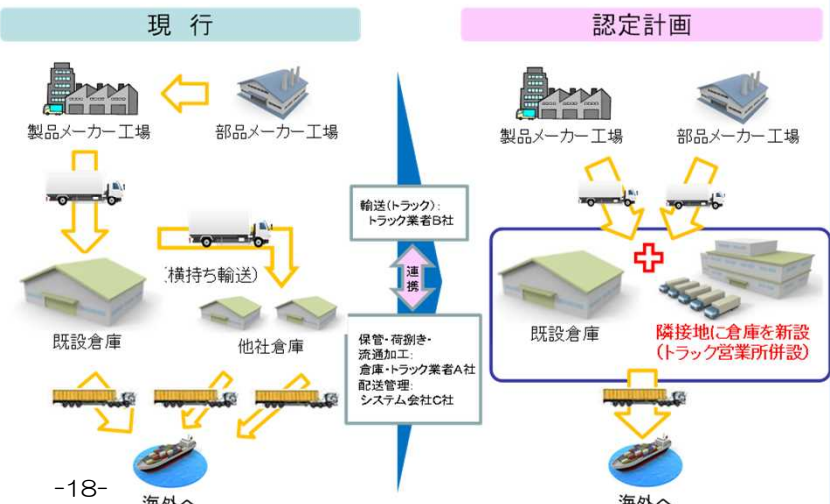 現 行
製品メーカー工場
部品メーカー工場
(横持ち輸送)
既設倉庫
他社倉庫
-18-
海外へ
輸送(トラック):
トラック業者B社
連
携
保管・荷捌き・
流通加工:
倉庫・トラック業者A社
配送管理:
システム会社C社
認定計画
製品メーカー工場
部品メーカー工場
既設倉庫
隣接地に倉庫を新設
(トラック営業所併設)
海外へ